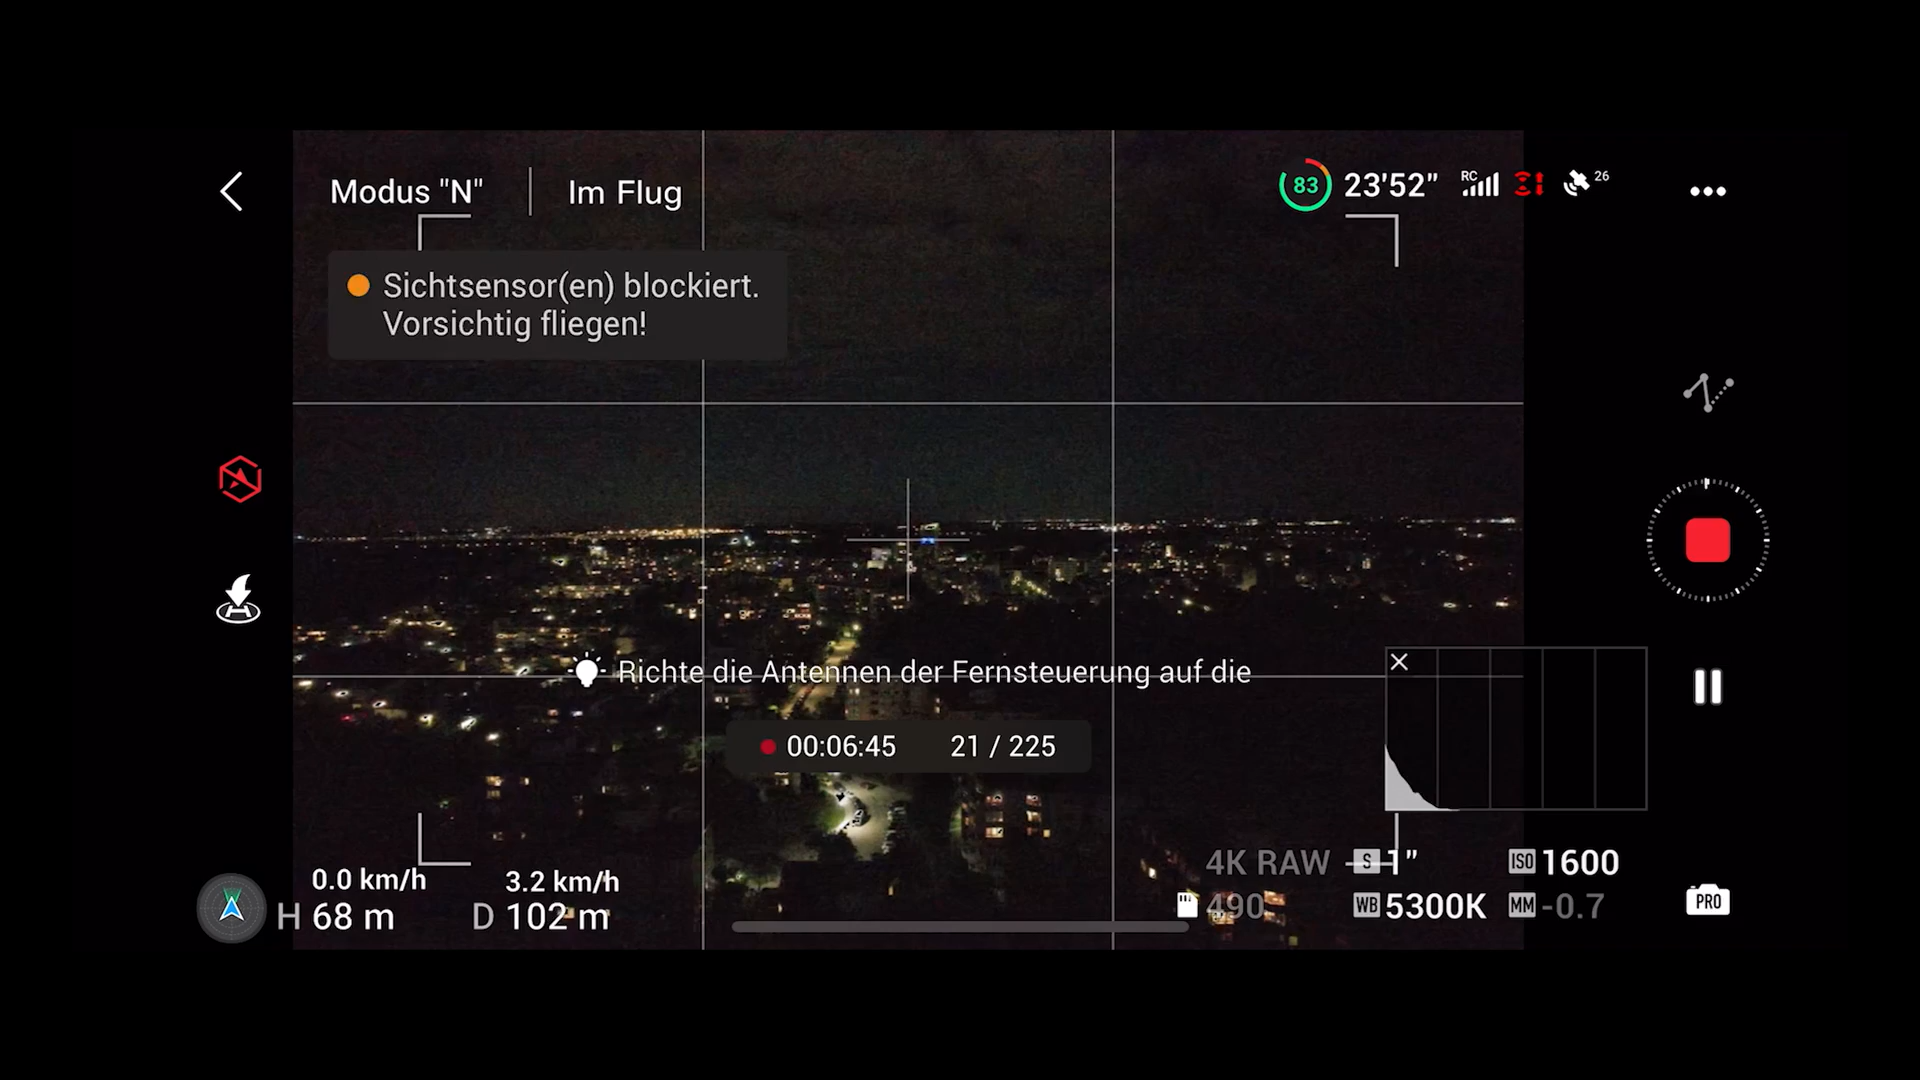 Modus "N"
Im Flug
83
23'52"
RC
26
Sichtsensor(en) blockiert.
Vorsichtig fliegen!
Richte die Antennen der Fernsteuerung auf die
00:06:45
21 / 225
4K RAW
S 1"
ISO 1600
490
WB 5300K
MM -0.7
PRO
0.0 km/h
3.2 km/h
H 68 m
D 102 m